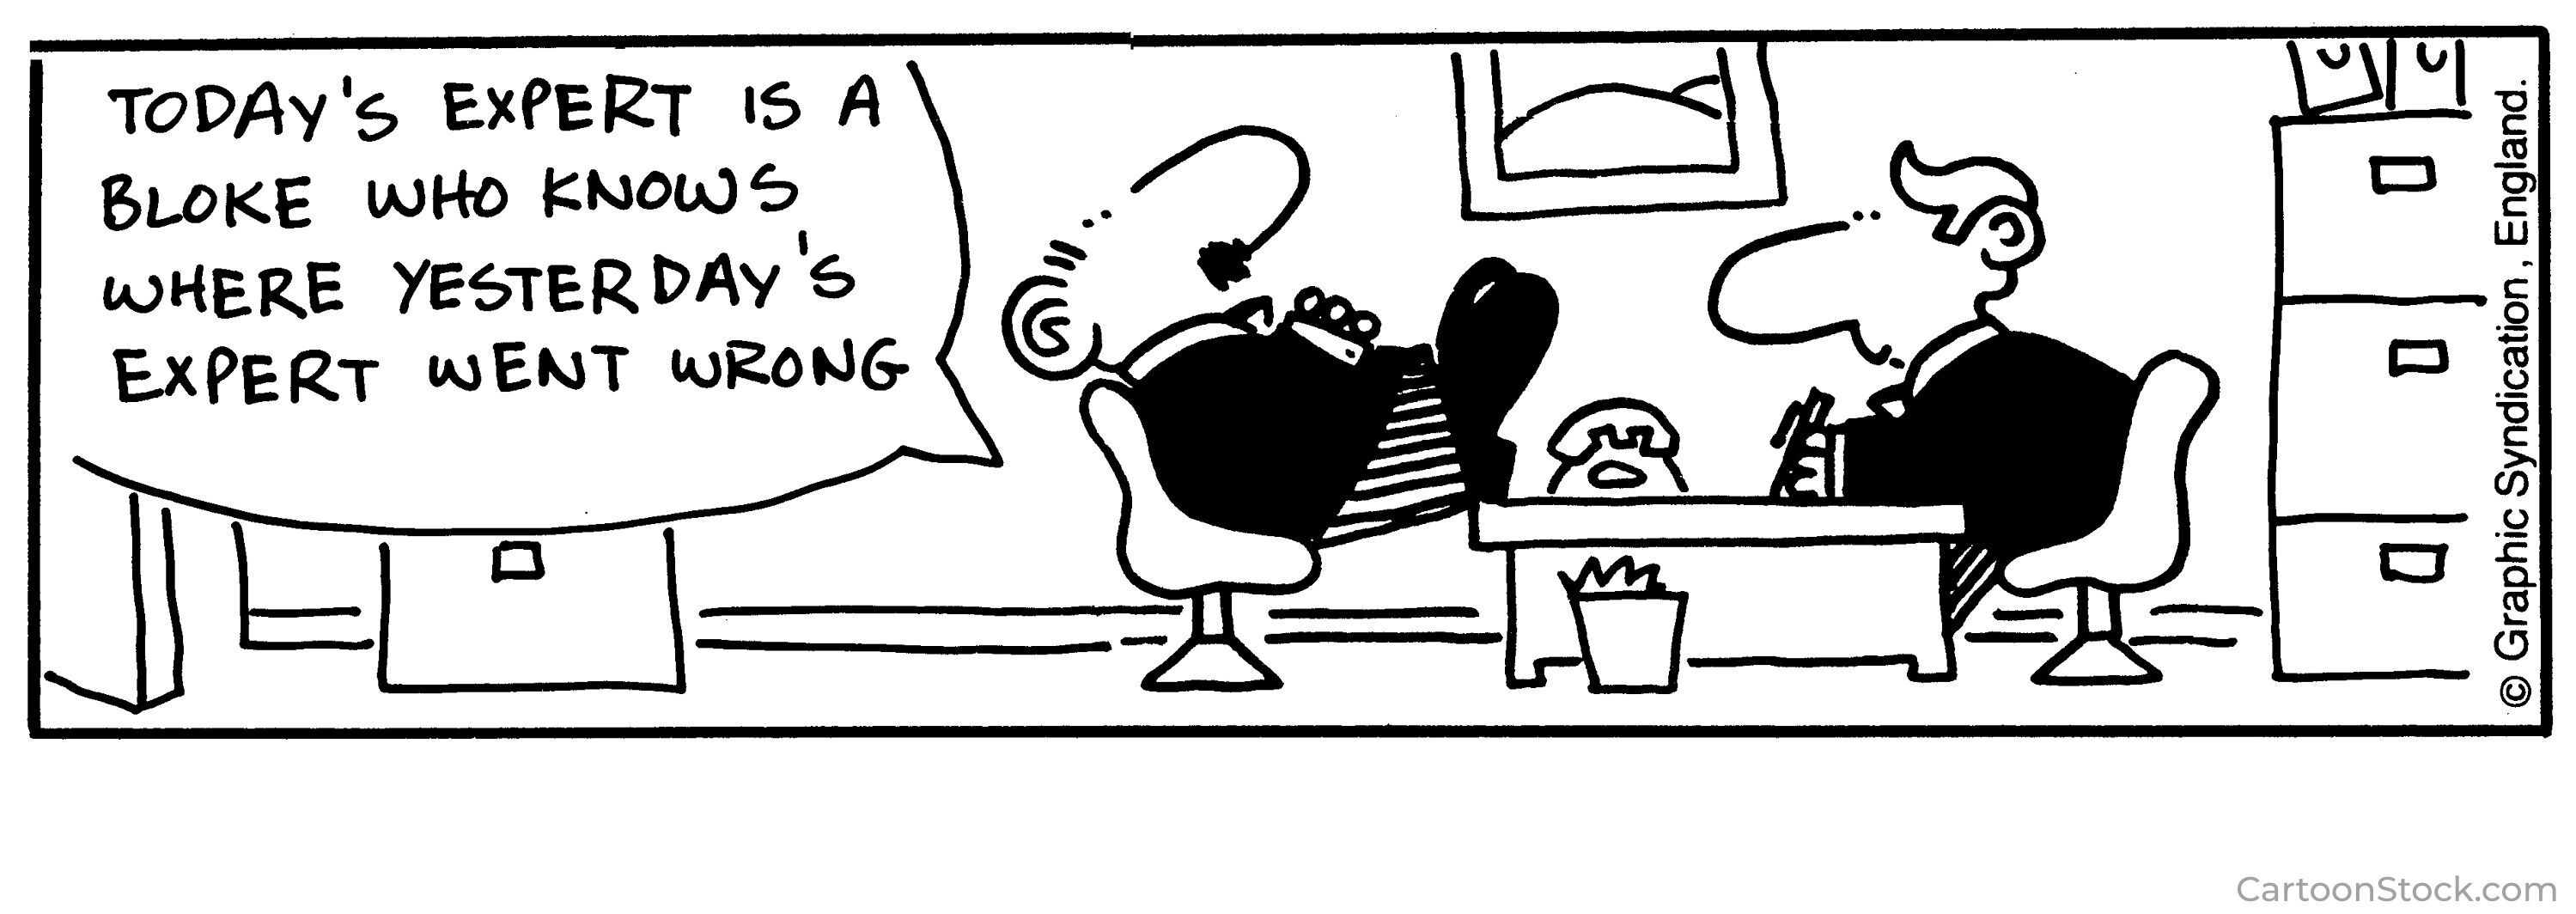 TODAY'S EXPERT IS A
BLOKE WHO KNOWS
WHERE YESTERDAY'S
EXPERT WENT WRONG
© Graphic Syndication, England.
CartoonStock.com